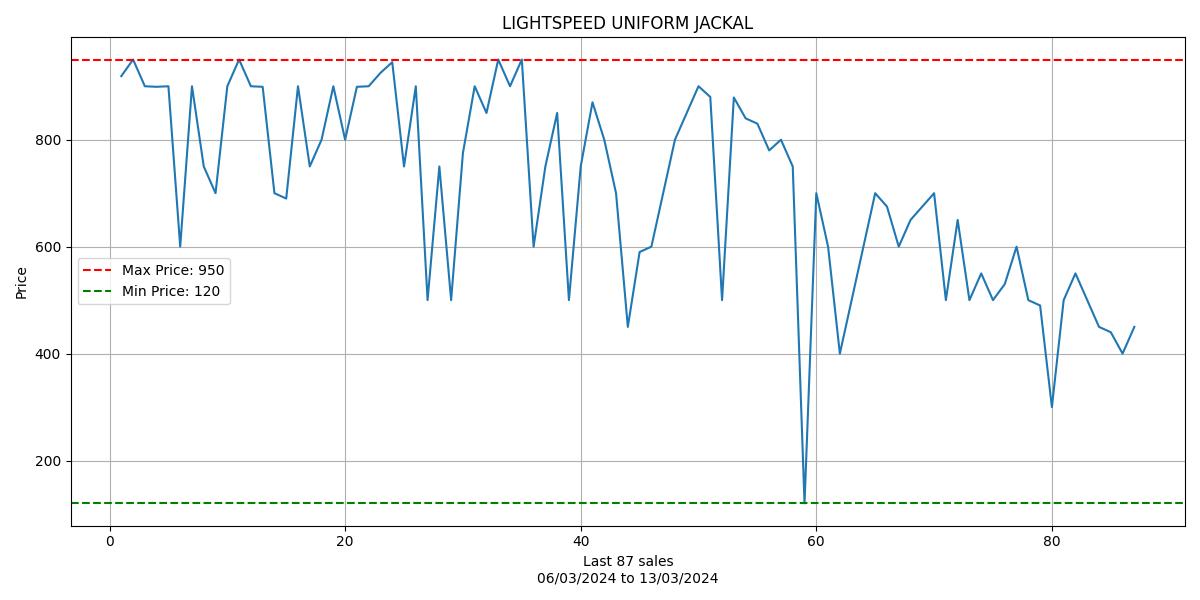 LIGHTSPEED UNIFORM JACKAL
Price
800
600
400
200
Max Price: 950
Min Price: 120
0 20 40 60 80
Last 87 sales
06/03/2024 to 13/03/2024